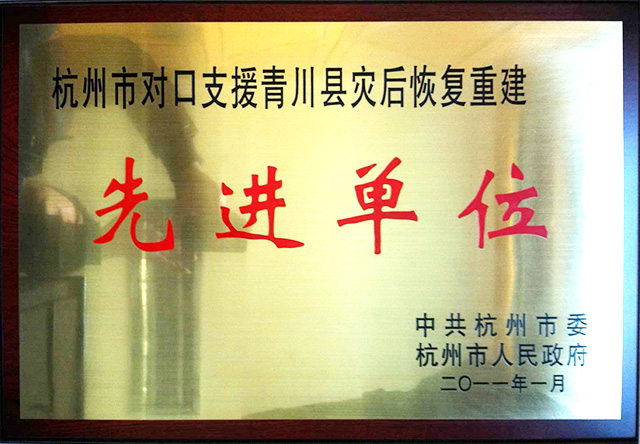 杭州市对口支援青川县灾后恢复重建
先进单位
中共杭州市委
杭州市人民政府
二〇一一年一月